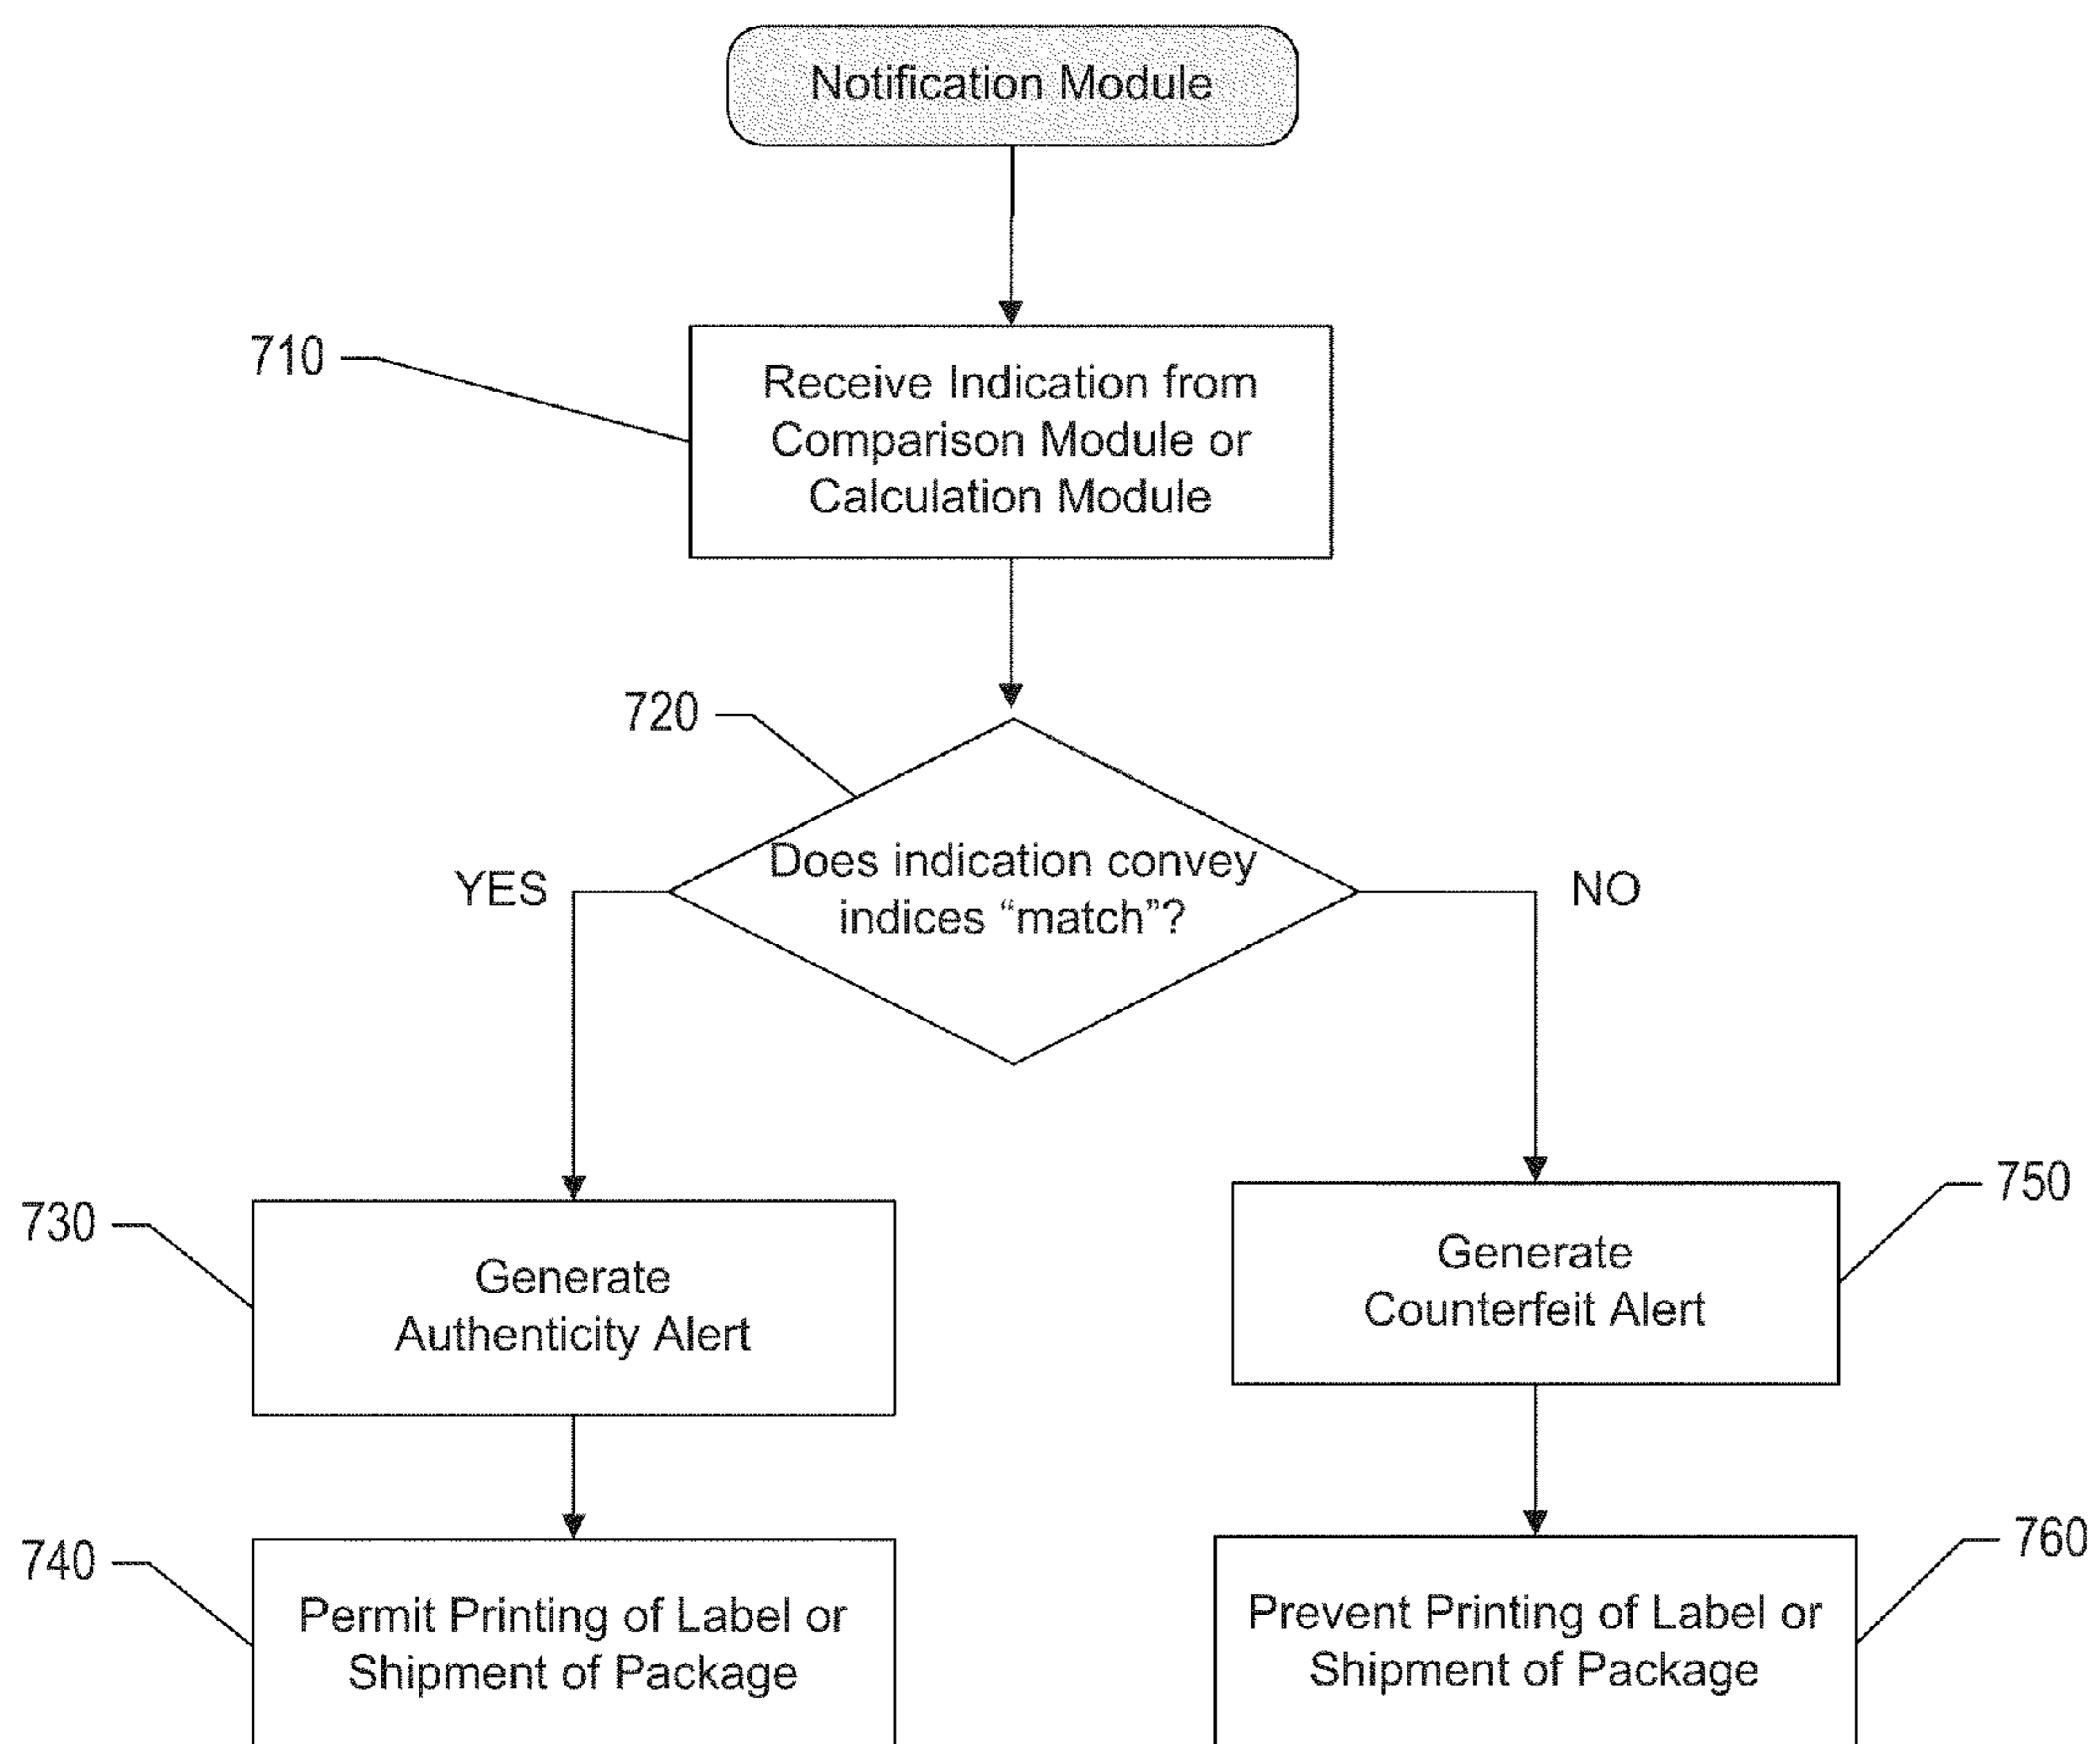 Notification Module
710
Receive Indication from
Comparison Module or
Calculation Module
720
Does indication convey
indices “match”?
YES
NO
730
Generate
Authenticity Alert
750
Generate
Counterfeit Alert
740
Permit Printing of Label or
Shipment of Package
760
Prevent Printing of Label or
Shipment of Package